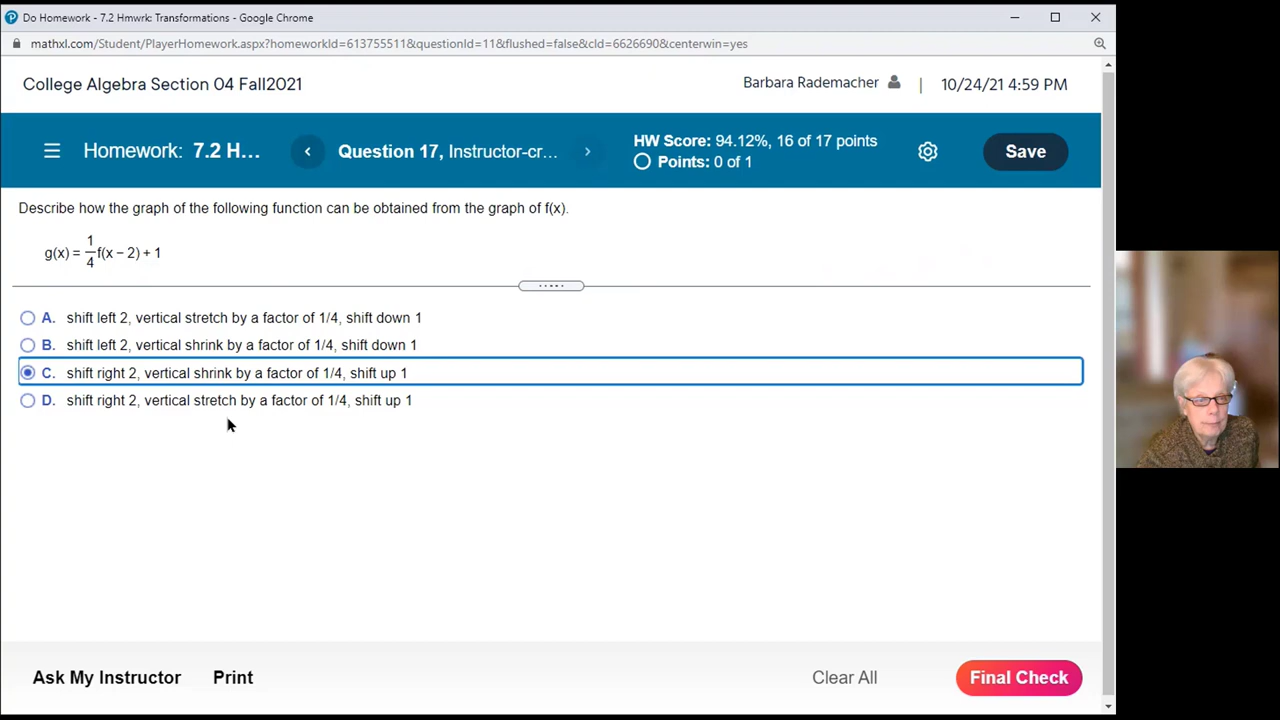 Do Homework - 7.2 Hmwrk: Transformations - Google Chrome
mathxl.com/Student/PlayerHomework.aspx?homeworkId=613755511&questionId=11&flushed=false&cId=6626690&centerwin=yes
College Algebra Section 04 Fall2021
Barbara Rademacher | 10/24/21 4:59 PM
Homework: 7.2 H...
Question 17, Instructor-cr...
HW Score: 94.12%, 16 of 17 points
Points: 0 of 1
Save
Describe how the graph of the following function can be obtained from the graph of f(x).
g(x) = 1/4 f(x − 2) + 1
A. shift left 2, vertical stretch by a factor of 1/4, shift down 1
B. shift left 2, vertical shrink by a factor of 1/4, shift down 1
C. shift right 2, vertical shrink by a factor of 1/4, shift up 1
D. shift right 2, vertical stretch by a factor of 1/4, shift up 1
Ask My Instructor Print Clear All Final Check